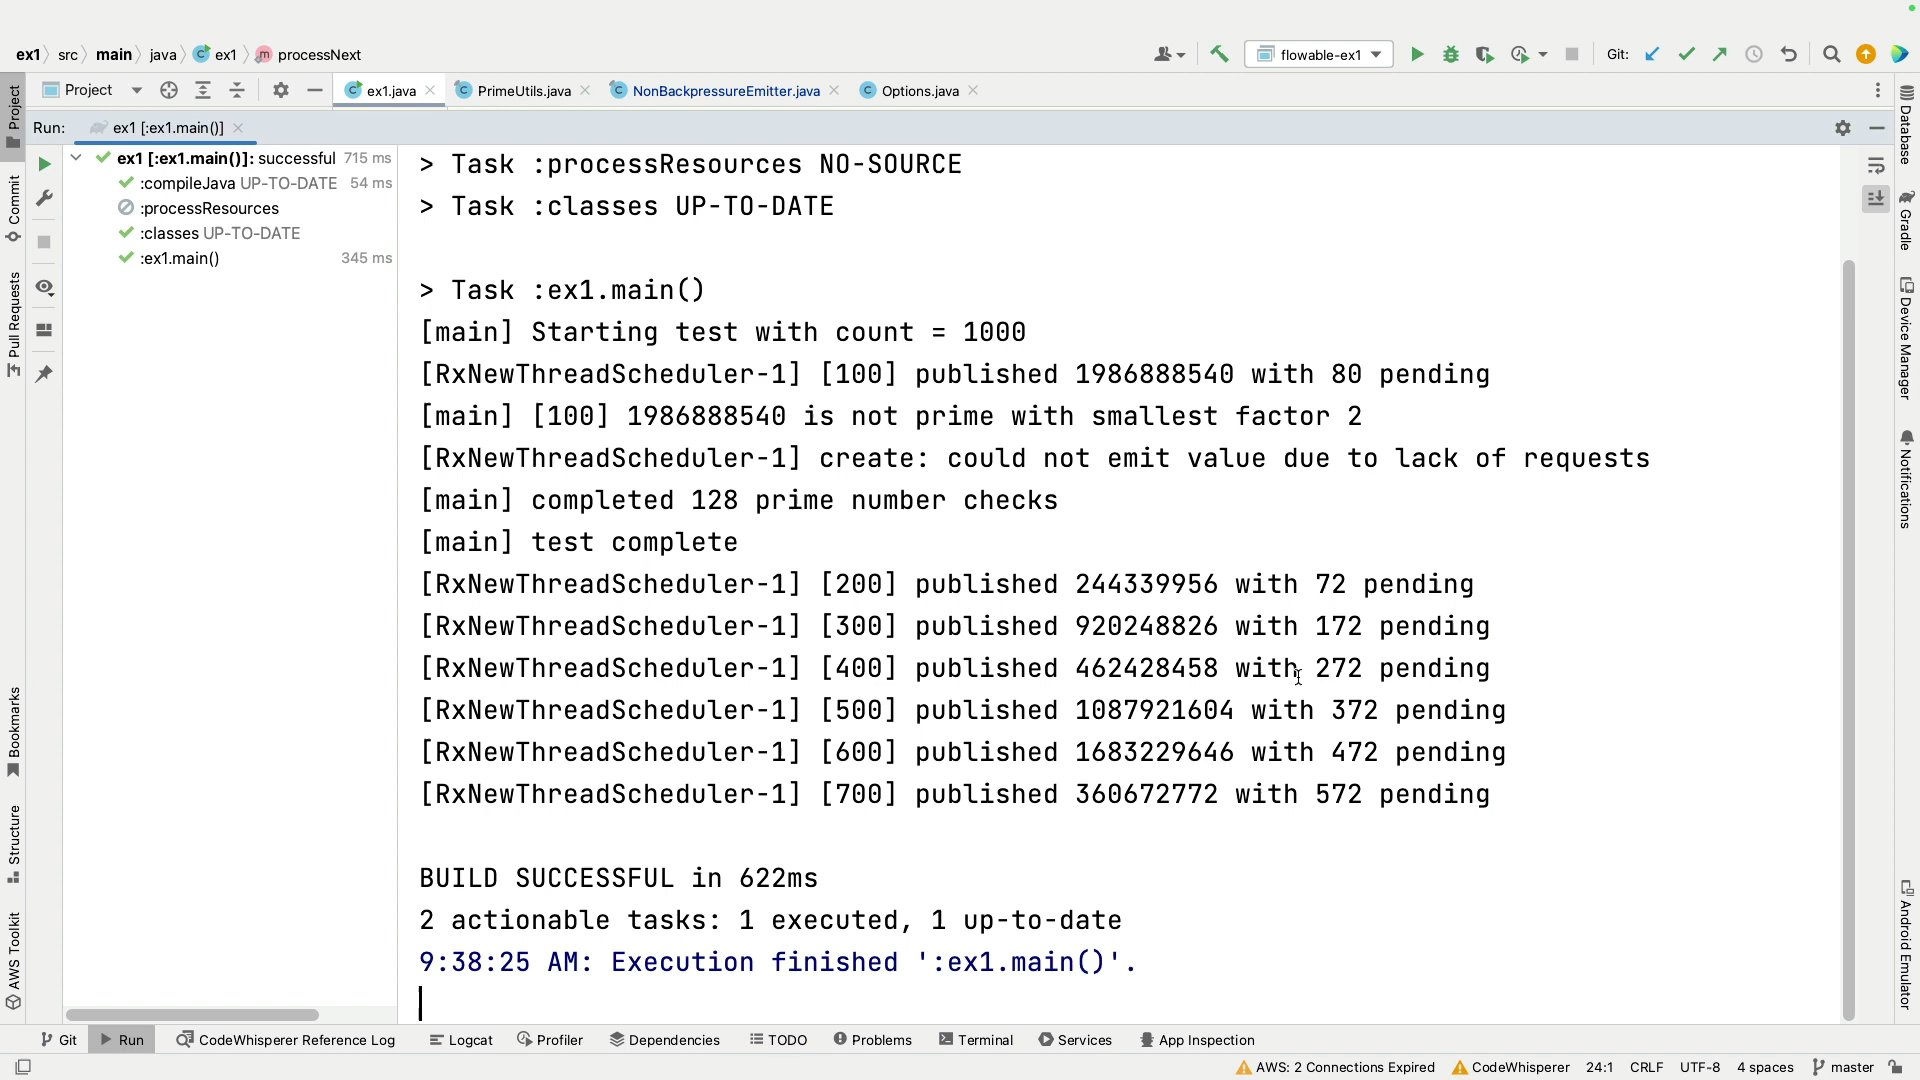 ex1 src main java ex1 processNext
flowable-ex1
Git:
Project
ex1.java
PrimeUtils.java
NonBackpressureEmitter.java
Options.java
Run: ex1 [:ex1.main()]
ex1 [:ex1.main()]: successful 715 ms
:compileJava UP-TO-DATE 54 ms
:processResources
:classes UP-TO-DATE
:ex1.main() 345 ms
> Task :processResources NO-SOURCE
> Task :classes UP-TO-DATE
> Task :ex1.main()
[main] Starting test with count = 1000
[RxNewThreadScheduler-1] [100] published 1986888540 with 80 pending
[main] [100] 1986888540 is not prime with smallest factor 2
[RxNewThreadScheduler-1] create: could not emit value due to lack of requests
[main] completed 128 prime number checks
[main] test complete
[RxNewThreadScheduler-1] [200] published 244339956 with 72 pending
[RxNewThreadScheduler-1] [300] published 920248826 with 172 pending
[RxNewThreadScheduler-1] [400] published 462428458 with 272 pending
[RxNewThreadScheduler-1] [500] published 1087921604 with 372 pending
[RxNewThreadScheduler-1] [600] published 1683229646 with 472 pending
[RxNewThreadScheduler-1] [700] published 360672772 with 572 pending
BUILD SUCCESSFUL in 622ms
2 actionable tasks: 1 executed, 1 up-to-date
9:38:25 AM: Execution finished ':ex1.main()'.
Project
Commit
Pull Requests
Bookmarks
Structure
AWS Toolkit
Database
Gradle
Device Manager
Notifications
Android Emulator
Git Run CodeWhisperer Reference Log Logcat Profiler Dependencies TODO Problems Terminal Services App Inspection
AWS: 2 Connections Expired CodeWhisperer 24:1 CRLF UTF-8 4 spaces master